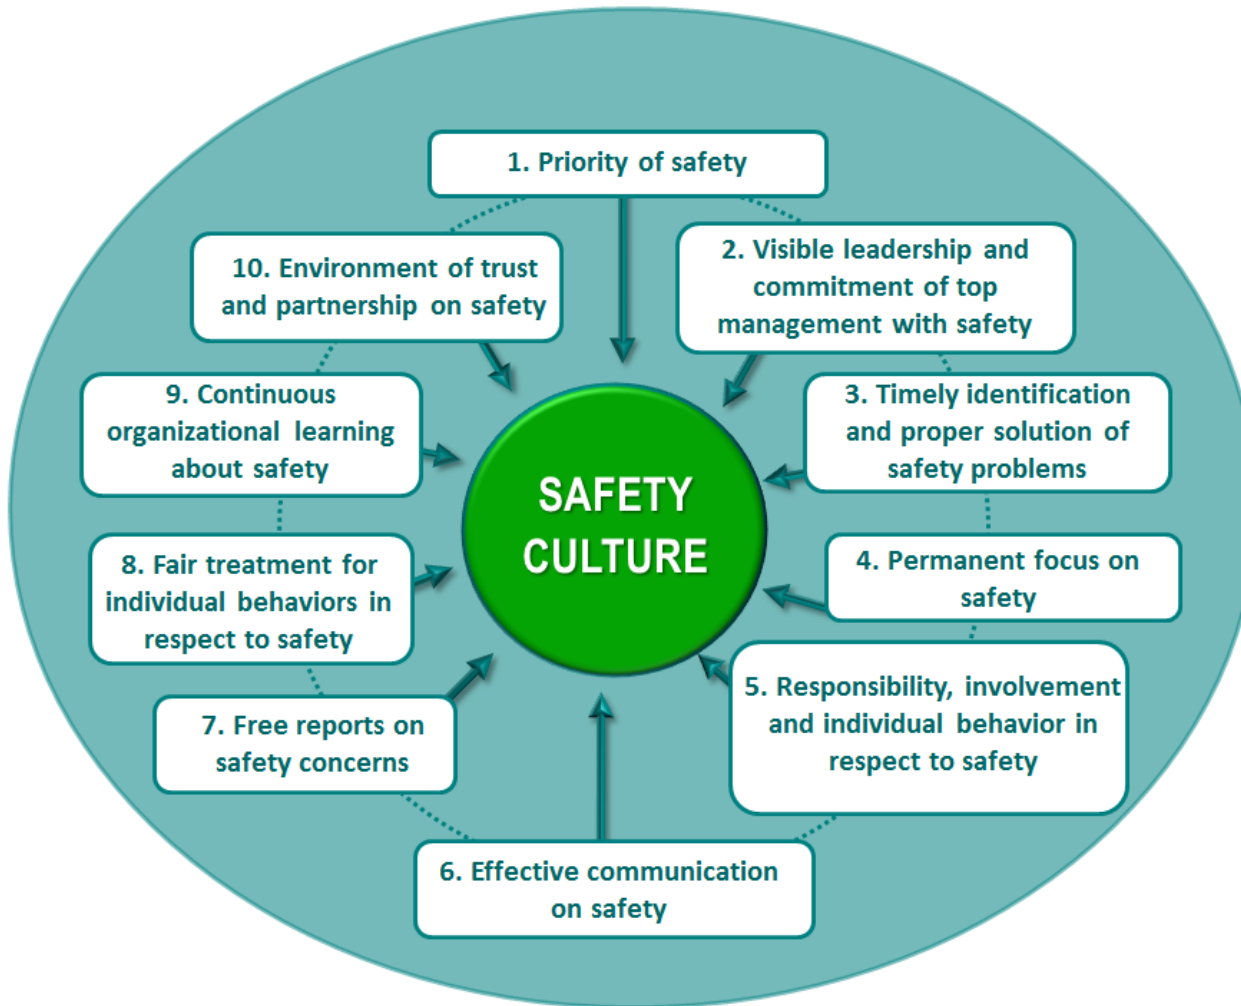 1. Priority of safety
2. Visible leadership and
commitment of top
management with safety
3. Timely identification
and proper solution of
safety problems
4. Permanent focus on
safety
5. Responsibility, involvement
and individual behavior in
respect to safety
6. Effective communication
on safety
7. Free reports on
safety concerns
8. Fair treatment for
individual behaviors in
respect to safety
9. Continuous
organizational learning
about safety
10. Environment of trust
and partnership on safety
SAFETY
CULTURE